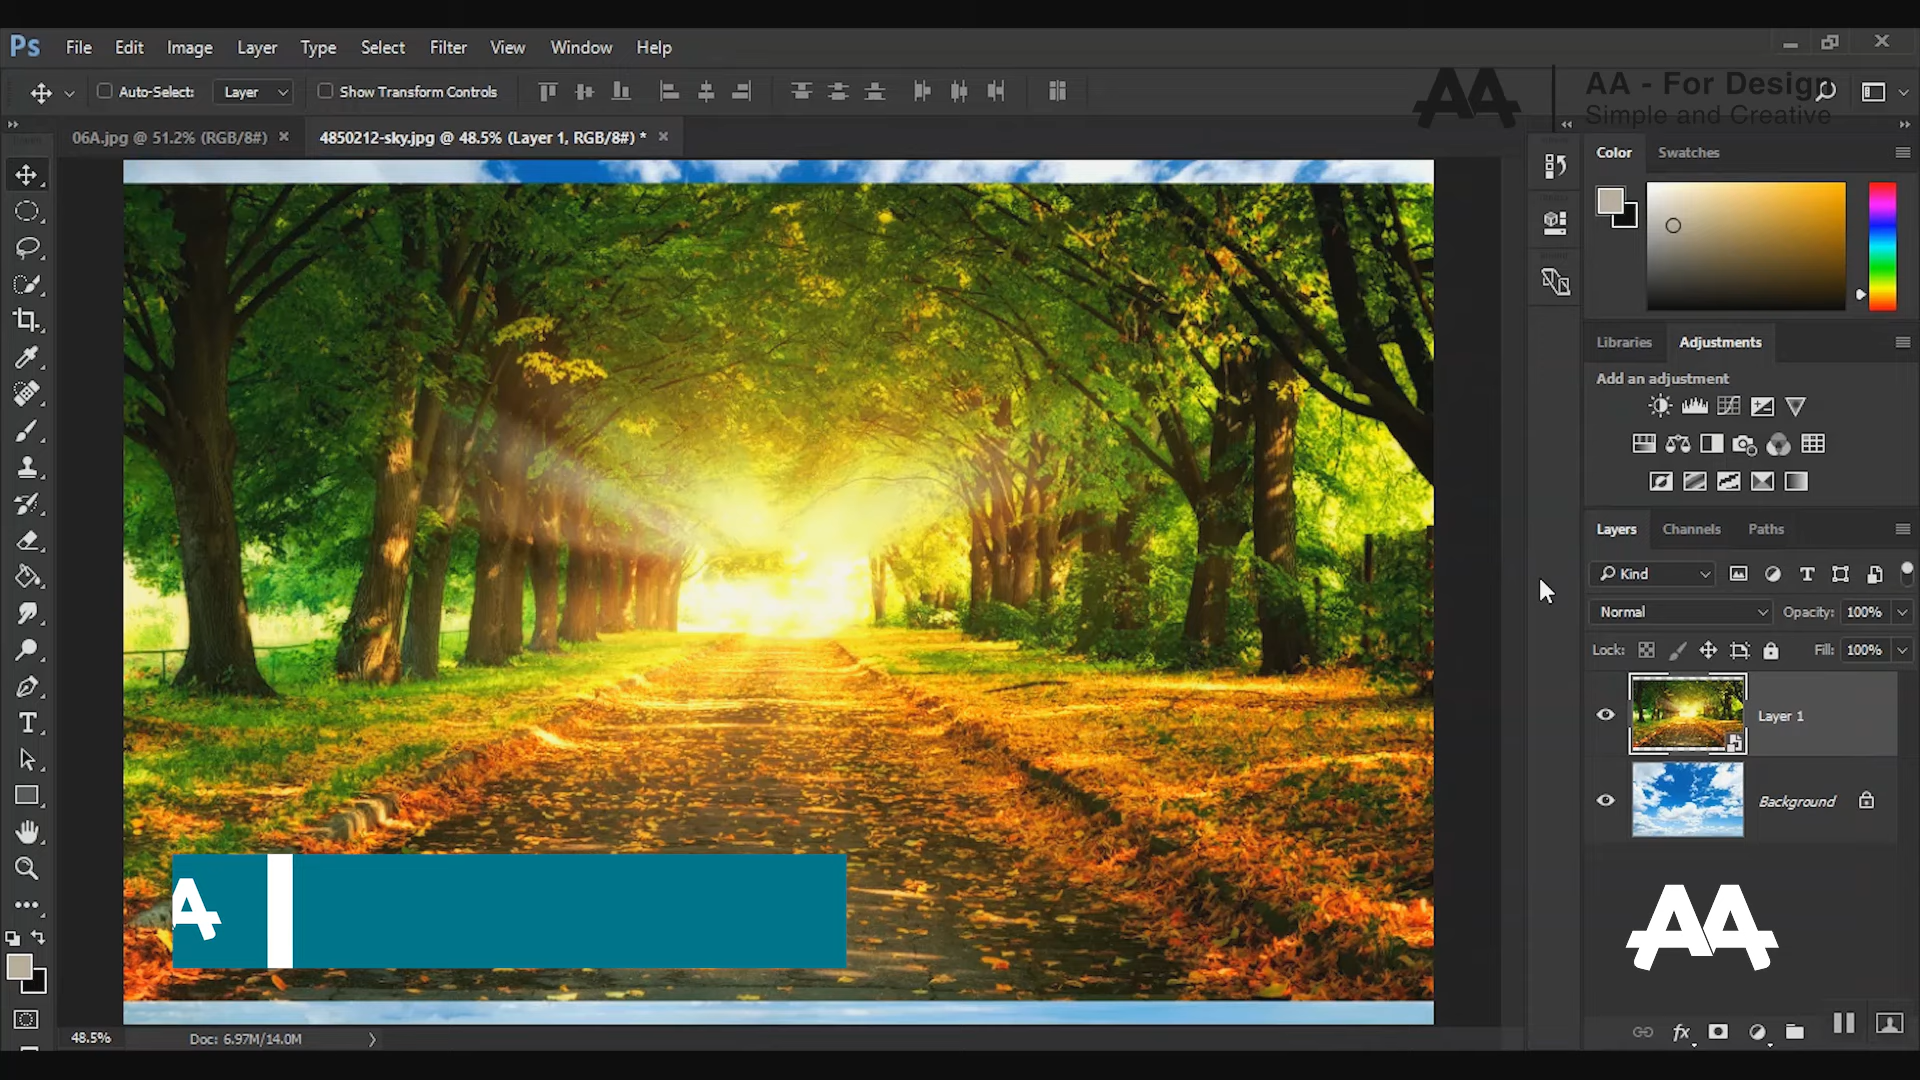 Ps File Edit Image Layer Type Select Filter View Window Help
Auto-Select: Layer Show Transform Controls
AA AA - For Design
Simple and Creative
06A.jpg @ 51.2% (RGB/8#) × 4850212-sky.jpg @ 48.5% (Layer 1, RGB/8#) * ×
Color Swatches
Libraries Adjustments
Add an adjustment
Layers Channels Paths
Kind
Normal Opacity: 100%
Lock: Fill: 100%
Layer 1
Background
A
AA
fx
48.5% Doc: 6.97M/14.0M